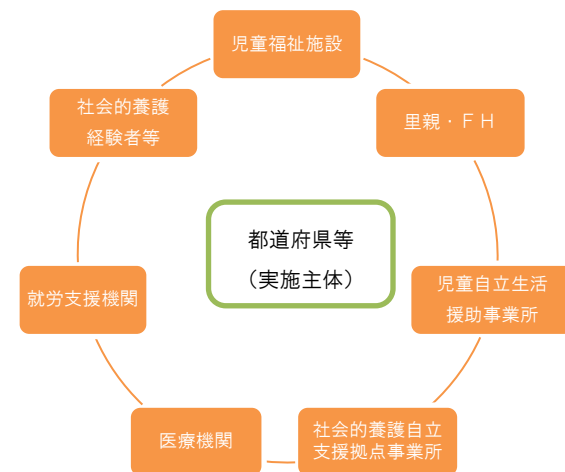 児童福祉施設
社会的養護
経験者等
里親・ＦＨ
都道府県等
（実施主体）
就労支援機関
児童自立生活
援助事業所
医療機関
社会的養護自立
支援拠点事業所